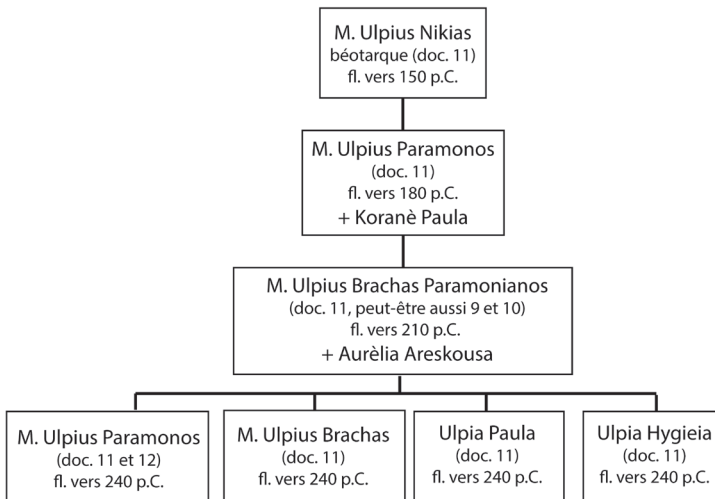 M. Ulpius Nikias
béotarque (doc. 11)
fl. vers 150 p.C.
M. Ulpius Paramonos
(doc. 11)
fl. vers 180 p.C.
+ Koranè Paula
M. Ulpius Brachas Paramonianos
(doc. 11, peut-être aussi 9 et 10)
fl. vers 210 p.C.
+ Aurèlia Areskousa
M. Ulpius Paramonos
(doc. 11 et 12)
fl. vers 240 p.C.
M. Ulpius Brachas
(doc. 11)
fl. vers 240 p.C.
Ulpia Paula
(doc. 11)
fl. vers 240 p.C.
Ulpia Hygieia
(doc. 11)
fl. vers 240 p.C.